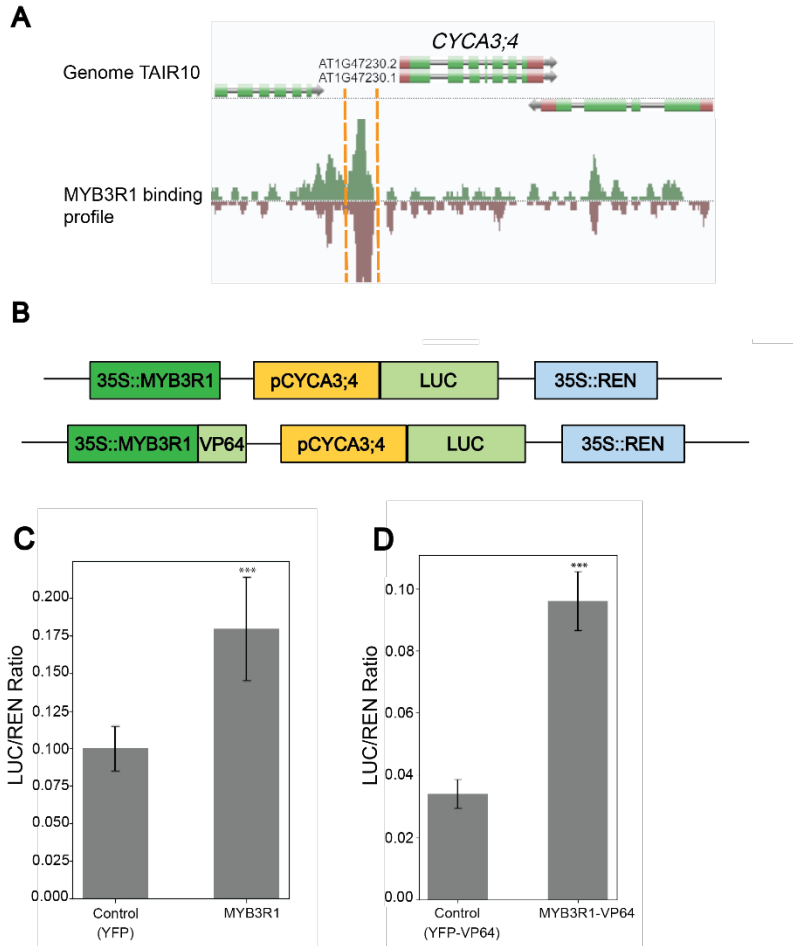 A
CYCA3;4
AT1G47230.2
Genome TAIR10
AT1G47230.1
MYB3R1 binding
profile
B
35S::MYB3R1 pCYCA3;4 LUC 35S::REN
35S::MYB3R1 VP64 pCYCA3;4 LUC 35S::REN
C
LUC/REN Ratio
0.200
0.175
0.150
0.125
0.100
0.075
0.050
0.025
0.000
***
Control
(YFP)
MYB3R1
D
LUC/REN Ratio
0.10
0.08
0.06
0.04
0.02
0.00
***
Control
(YFP-VP64)
MYB3R1-VP64